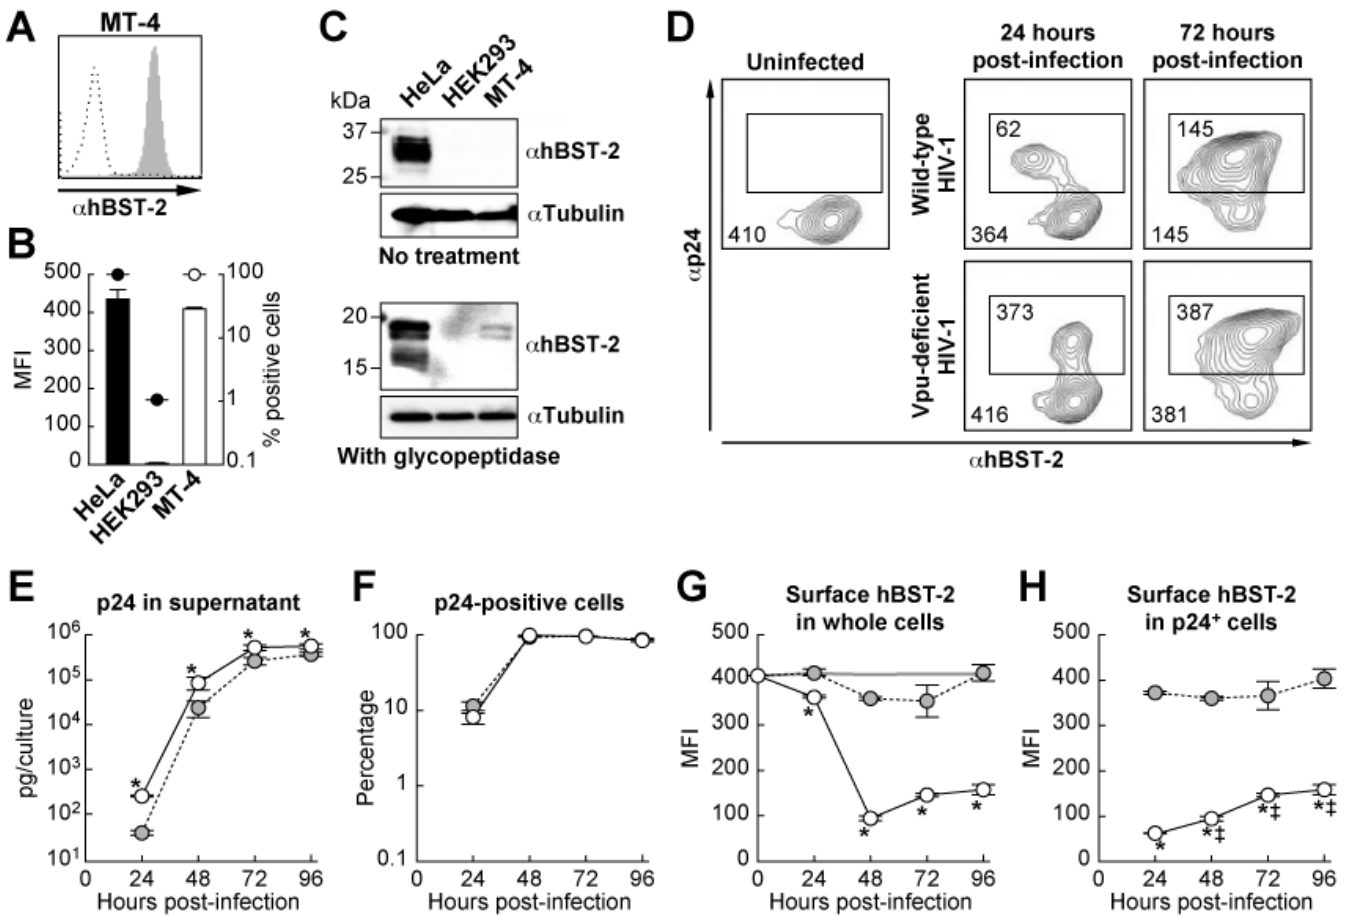 A
MT-4
αhBST-2
B
500
400
300
200
100
0
MFI
100
10
1
0.1
% positive cells
HeLa
HEK293
MT-4
C
HeLa
HEK293
MT-4
kDa
37
25
αhBST-2
αTubulin
No treatment
20
15
αhBST-2
αTubulin
With glycopeptidase
D
Uninfected
24 hours
post-infection
72 hours
post-infection
αp24
410
Wild-type
HIV-1
62
364
145
145
Vpu-deficient
HIV-1
373
416
387
381
αhBST-2
E
p24 in supernatant
pg/culture
10⁶
10⁵
10⁴
10³
10²
10¹
*
*
*
*
0 24 48 72 96
Hours post-infection
F
p24-positive cells
Percentage
100
10
1
0.1
0 24 48 72 96
Hours post-infection
G
Surface hBST-2
in whole cells
MFI
500
400
300
200
100
0
*
*
*
*
0 24 48 72 96
Hours post-infection
H
Surface hBST-2
in p24⁺ cells
MFI
500
400
300
200
100
0
*
*‡
*‡
*‡
0 24 48 72 96
Hours post-infection